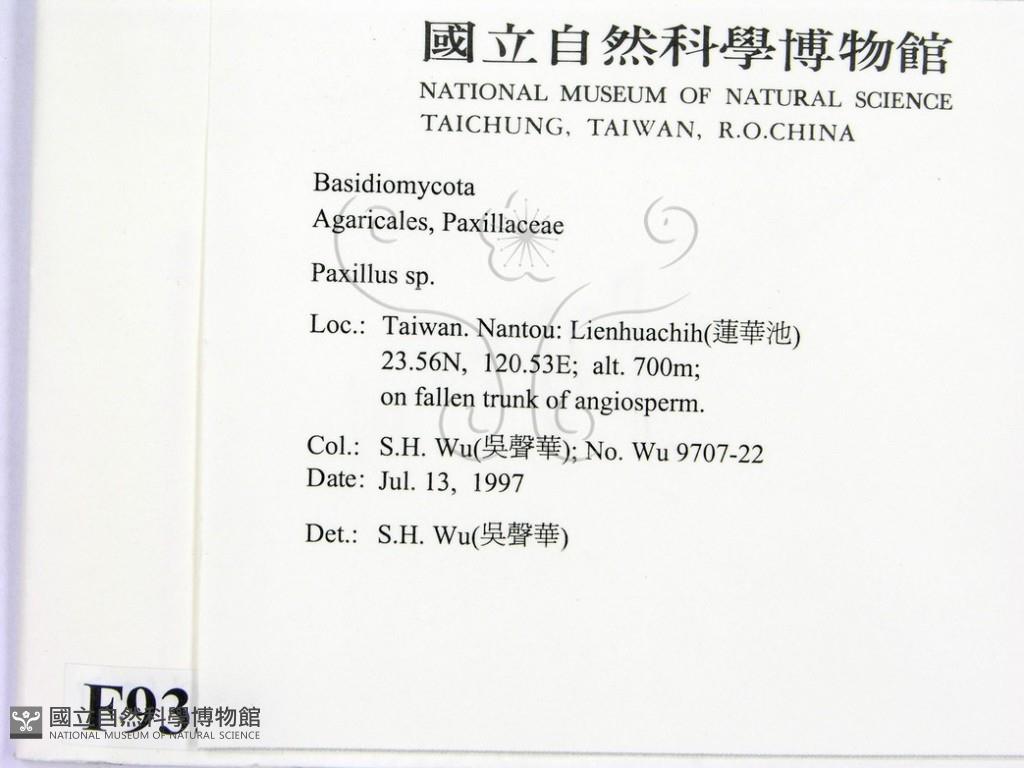 國立自然科學博物館
NATIONAL MUSEUM OF NATURAL SCIENCE
TAICHUNG, TAIWAN, R.O.CHINA
Basidiomycota
Agaricales, Paxillaceae
Paxillus sp.
Loc.: Taiwan. Nantou: Lienhuachih(蓮華池)
23.56N, 120.53E; alt. 700m;
on fallen trunk of angiosperm.
Col.: S.H. Wu(吳聲華); No. Wu 9707-22
Date: Jul. 13, 1997
Det.: S.H. Wu(吳聲華)
F93
國立自然科學博物館
NATIONAL MUSEUM OF NATURAL SCIENCE